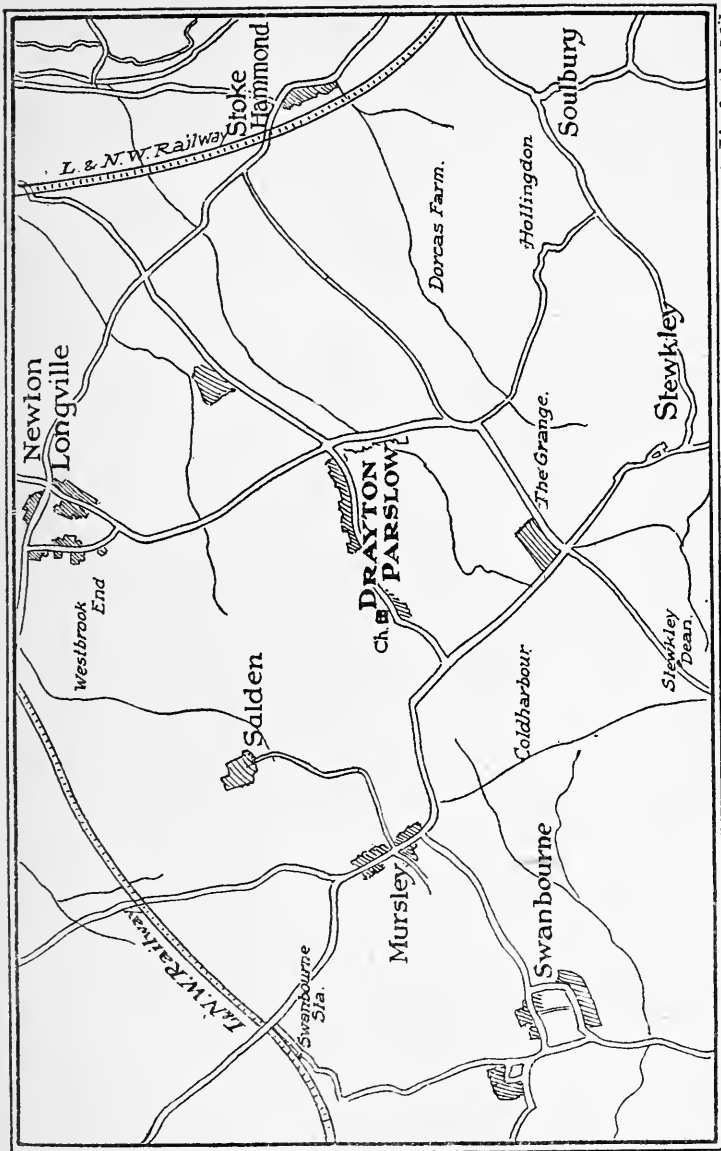 Newton
Longville
Westbrook
End
L. & N. W. Railway
L. N. W. Railway
Stoke
Hammond
Salden
Swanbourne
Sta.
DRAYTON
Ch. PARSLOW
Mursley
Dorcas Farm.
Hollingdon
Soulbury
The Grange.
Coldharbour.
Swanbourne
Stewkley
Stewkley
Dean.